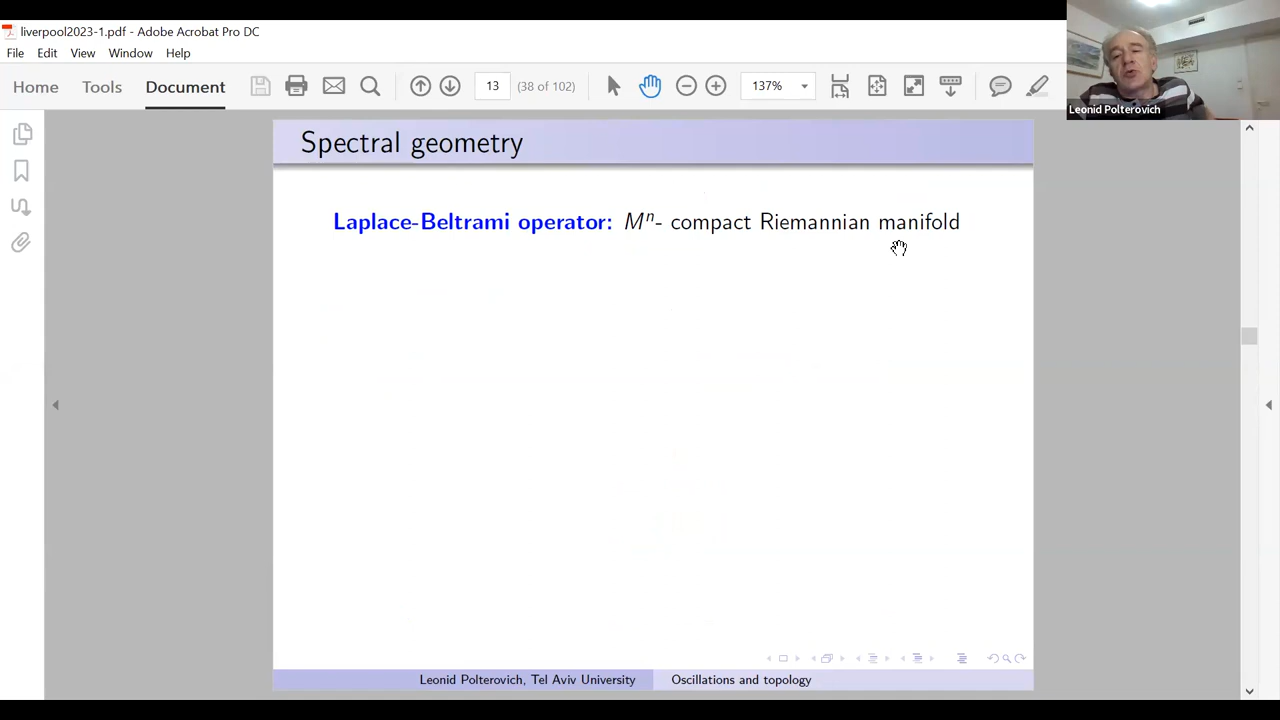 liverpool2023-1.pdf - Adobe Acrobat Pro DC
File Edit View Window Help
Home Tools Document 13 (38 of 102) 137%
Leonid Polterovich
Spectral geometry
Laplace-Beltrami operator: Mⁿ- compact Riemannian manifold
Leonid Polterovich, Tel Aviv University Oscillations and topology